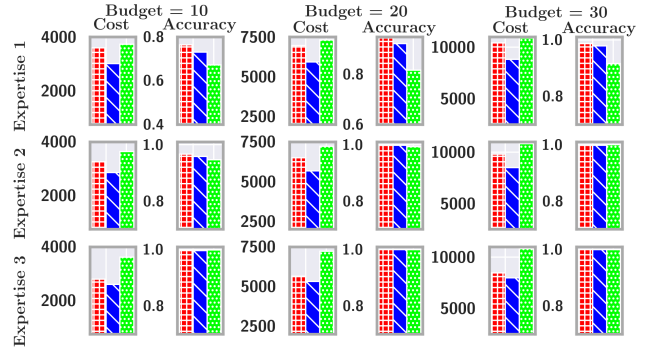 Budget = 10 Budget = 20 Budget = 30
Cost Accuracy Cost Accuracy Cost Accuracy
Expertise 1
4000 0.8 7500 10000 1.0
2000 0.6 5000 0.8 5000 0.8
0.4 2500 0.6
Expertise 2
4000 1.0 7500 1.0 10000 1.0
2000 0.8 5000 0.8 5000 0.8
2500
Expertise 3
4000 1.0 7500 1.0 10000 1.0
2000 0.8 5000 0.8 5000 0.8
2500